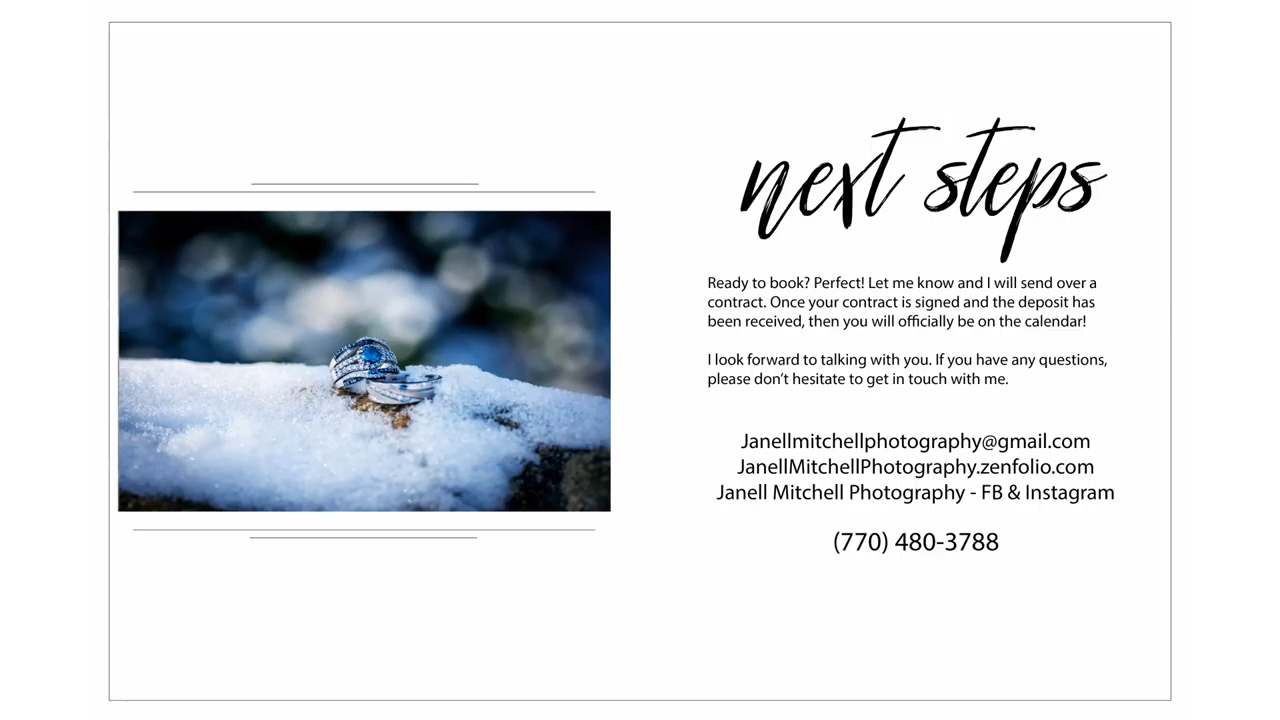 next steps
Ready to book? Perfect! Let me know and I will send over a
contract. Once your contract is signed and the deposit has
been received, then you will officially be on the calendar!
I look forward to talking with you. If you have any questions,
please don’t hesitate to get in touch with me.
Janellmitchellphotography@gmail.com
JanellMitchellPhotography.zenfolio.com
Janell Mitchell Photography - FB & Instagram
(770) 480-3788